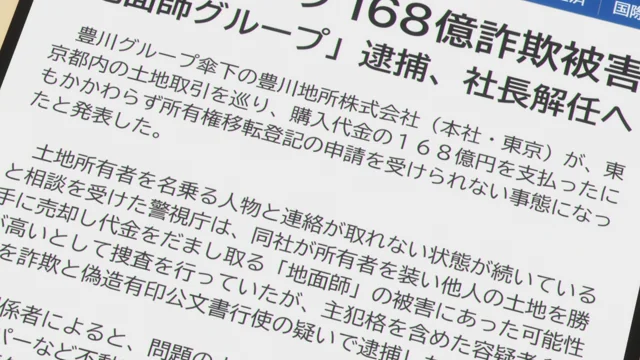 国際
168億詐欺被害
地面師グループ」逮捕、社長解任へ
豊川グループ傘下の豊川地所株式会社（本社・東京）が、東
京都内の土地取引を巡り、購入代金の１６８億円を支払ったに
もかかわらず所有権移転登記の申請を受けられない事態になっ
たと発表した。
土地所有者を名乗る人物と連絡が取れない状態が続いている
と相談を受けた警視庁は、同社が所有者を装い他人の土地を勝
手に売却し代金をだまし取る「地面師」の被害にあった可能性
が高いとして捜査を行っていたが、主犯格を含めた容疑者
を詐欺と偽造有印公文書行使の疑いで逮捕し
係者によると、問題の
パーなど不動